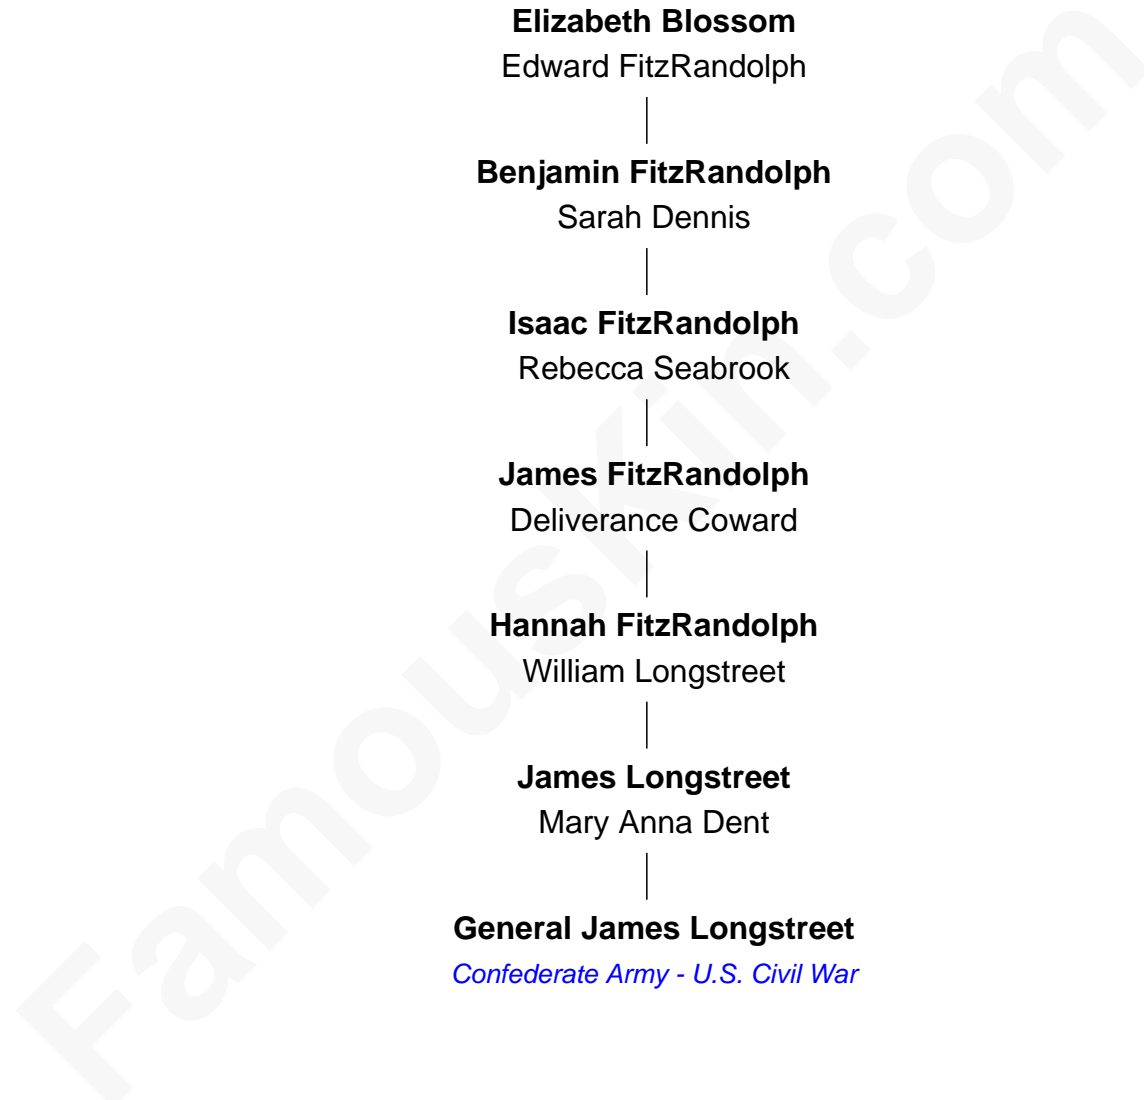 Elizabeth Blossom
Edward FitzRandolph
Benjamin FitzRandolph
Sarah Dennis
Isaac FitzRandolph
Rebecca Seabrook
James FitzRandolph
Deliverance Coward
Hannah FitzRandolph
William Longstreet
James Longstreet
Mary Anna Dent
General James Longstreet
Confederate Army - U.S. Civil War
FamousKin.com